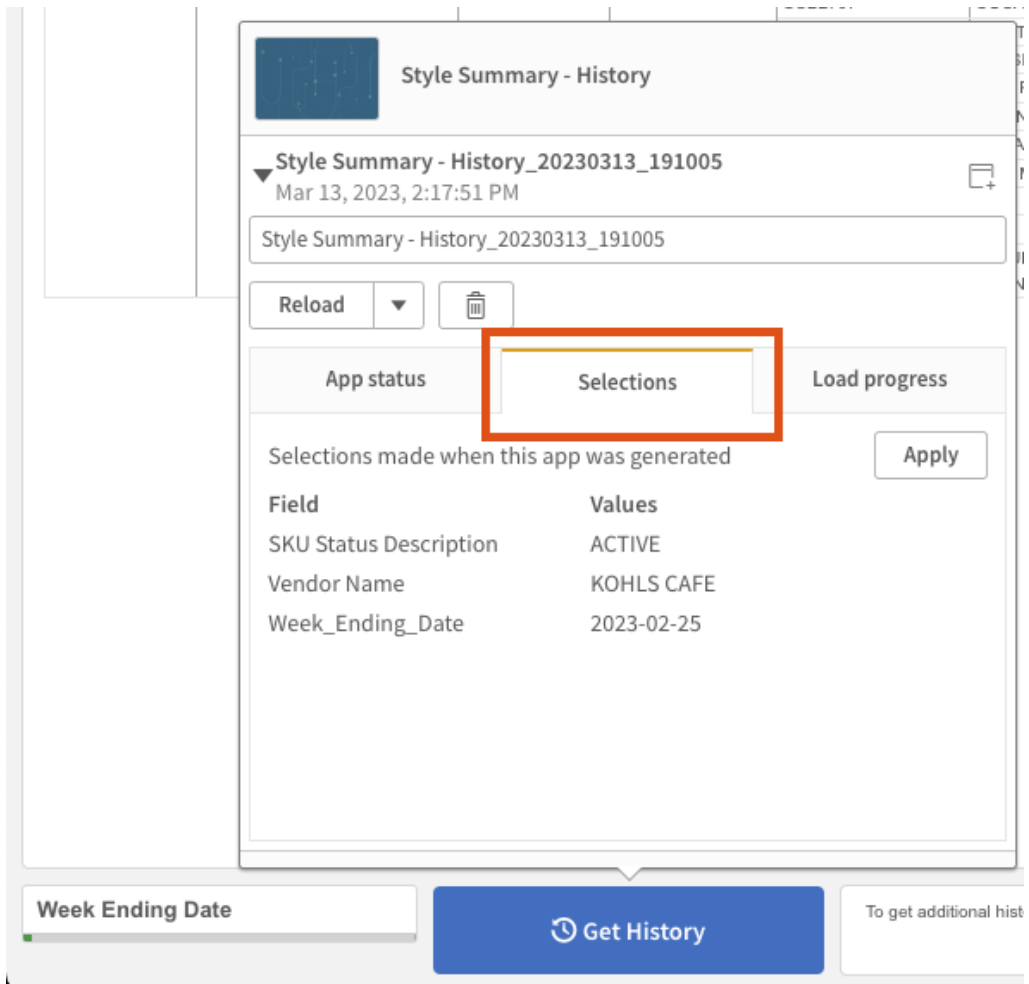 Style Summary - History
Style Summary - History_20230313_191005
Mar 13, 2023, 2:17:51 PM
Style Summary - History_20230313_191005
Reload
App status
Selections
Load progress
Selections made when this app was generated
Apply
Field Values
SKU Status Description ACTIVE
Vendor Name KOHLS CAFE
Week_Ending_Date 2023-02-25
Week Ending Date
Get History
To get additional